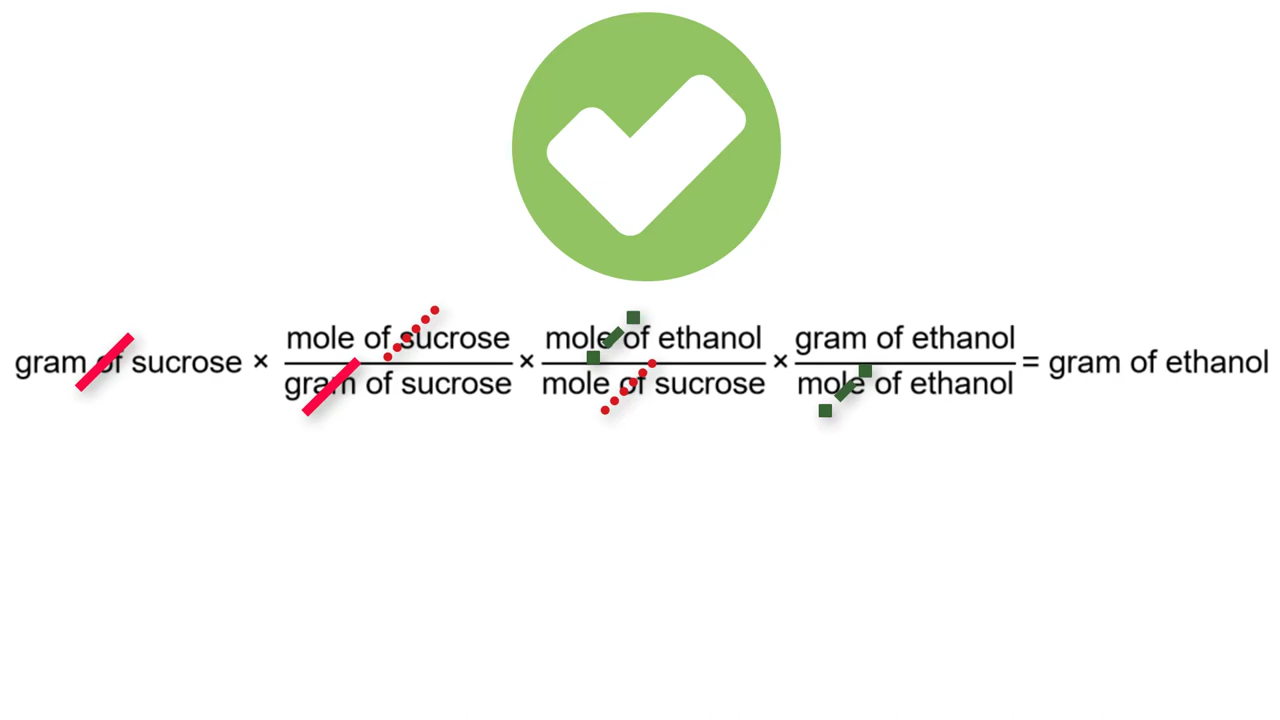 mole of sucrose mole of ethanol gram of ethanol
gram of sucrose × × × = gram of ethanol
gram of sucrose mole of sucrose mole of ethanol